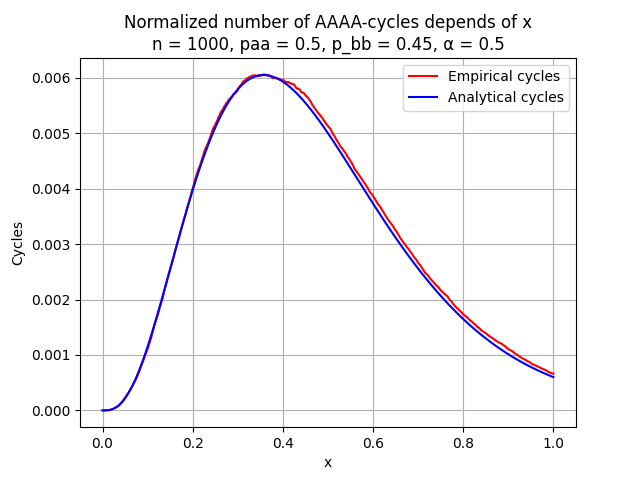 Normalized number of AAAA-cycles depends of x
n = 1000, paa = 0.5, p_bb = 0.45, α = 0.5
Empirical cycles
Analytical cycles
0.006
0.005
0.004
0.003
0.002
0.001
0.000
Cycles
0.0 0.2 0.4 0.6 0.8 1.0
x